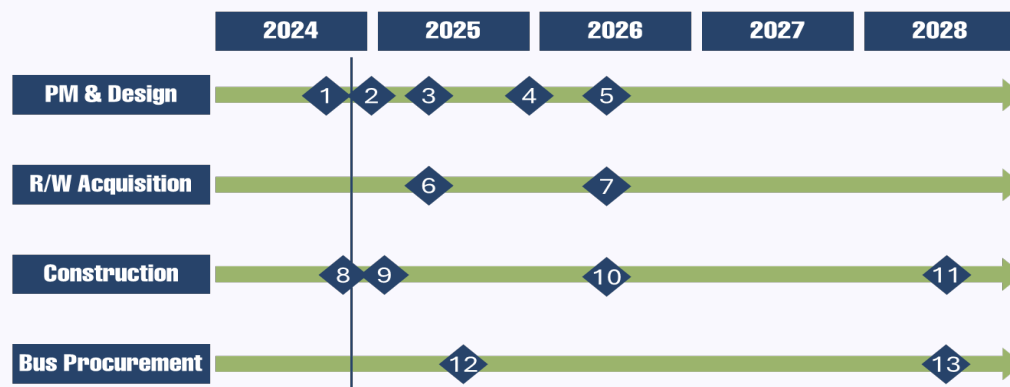 2024 2025 2026 2027 2028
PM & Design 1 2 3 4 5
R/W Acquisition 6 7
Construction 8 9 10 11
Bus Procurement 12 13